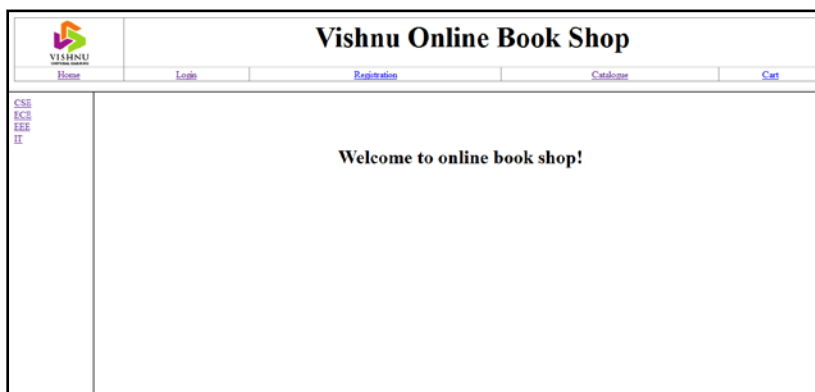 Vishnu Online Book Shop
VISHNU
Home Login Registration Catalogue Cart
CSE
ECE
EEE
IT
Welcome to online book shop!